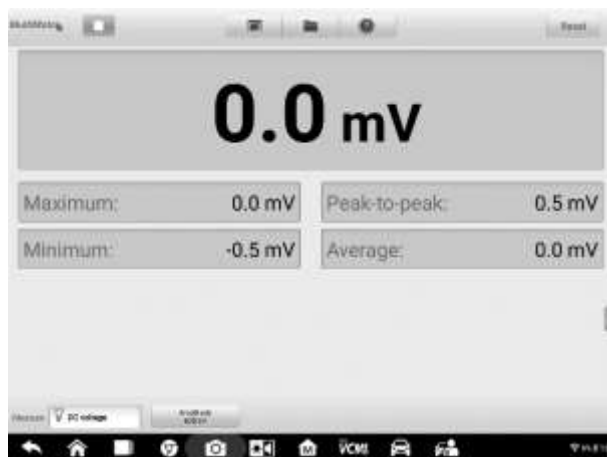 Reset
0.0 mV
Maximum: 0.0 mV
Peak-to-peak: 0.5 mV
Minimum: -0.5 mV
Average: 0.0 mV
DC voltage
VCMI